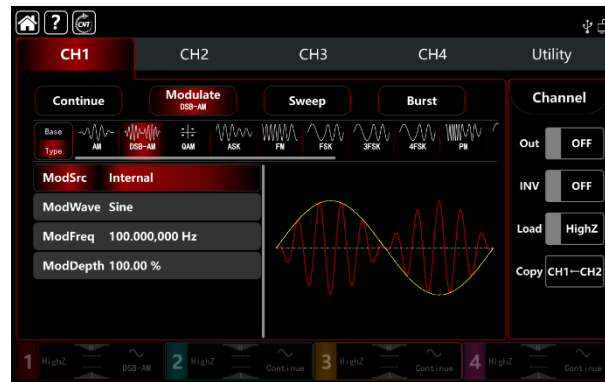 ? CNT
CH1 CH2 CH3 CH4 Utility
Continue Modulate DSB-AM Sweep Burst Channel
Base Type AM DSB-AM QAM ASK FM FSK 3FSK 4FSK PM
Out OFF
ModSrc Internal
INV OFF
ModWave Sine
ModFreq 100.000,000 Hz
Load HighZ
ModDepth 100.00 %
Copy CH1←CH2
1 HighZ DSB-AM 2 HighZ Continue 3 HighZ Continue 4 HighZ Continue